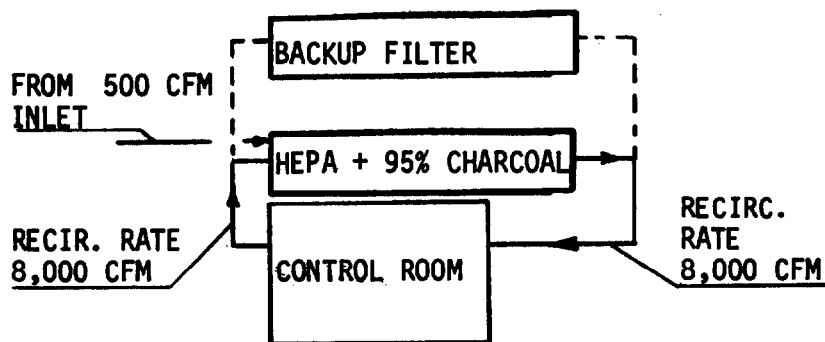 BACKUP FILTER
FROM 500 CFM
INLET
HEPA + 95% CHARCOAL
RECIR. RATE
8,000 CFM
CONTROL ROOM
RECIRC.
RATE
8,000 CFM